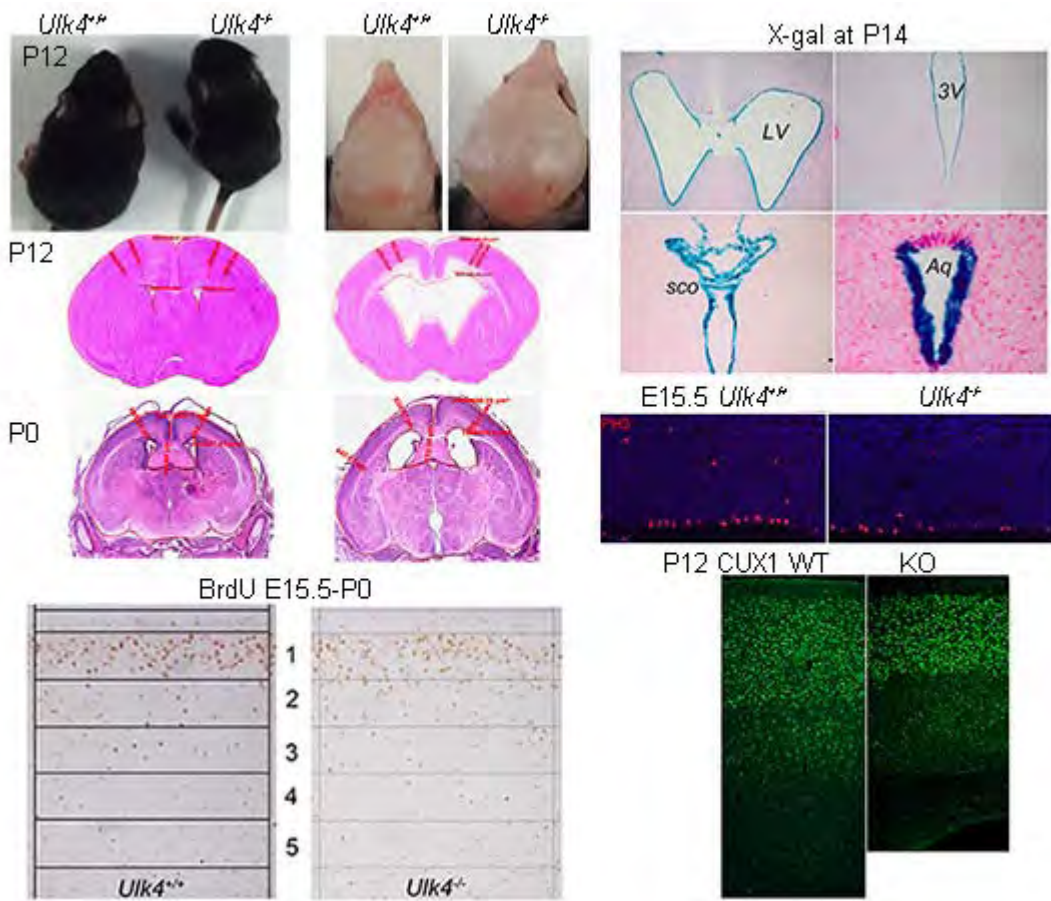 Ulk4+/+ Ulk4-/-
P12
Ulk4+/+ Ulk4-/-
X-gal at P14
LV
3V
sco
Aq
P12
P0
E15.5 Ulk4+/+ Ulk4-/-
PH3
P12 CUX1 WT KO
BrdU E15.5-P0
1
2
3
4
5
Ulk4+/+ Ulk4-/-